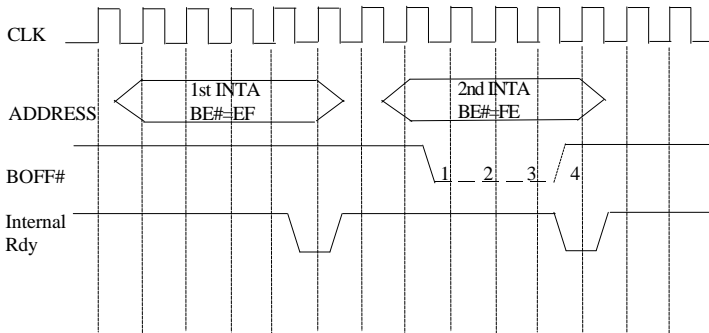 CLK
1st INTA
BE#=EF
2nd INTA
BE#=FE
ADDRESS
BOFF#
1 2 3 4
Internal
Rdy